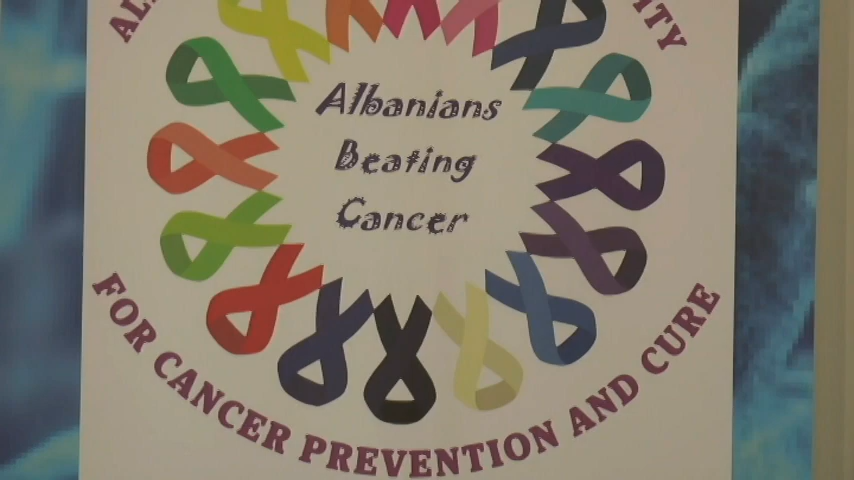 Albanians
Beating
Cancer
FOR CANCER PREVENTION AND CURE